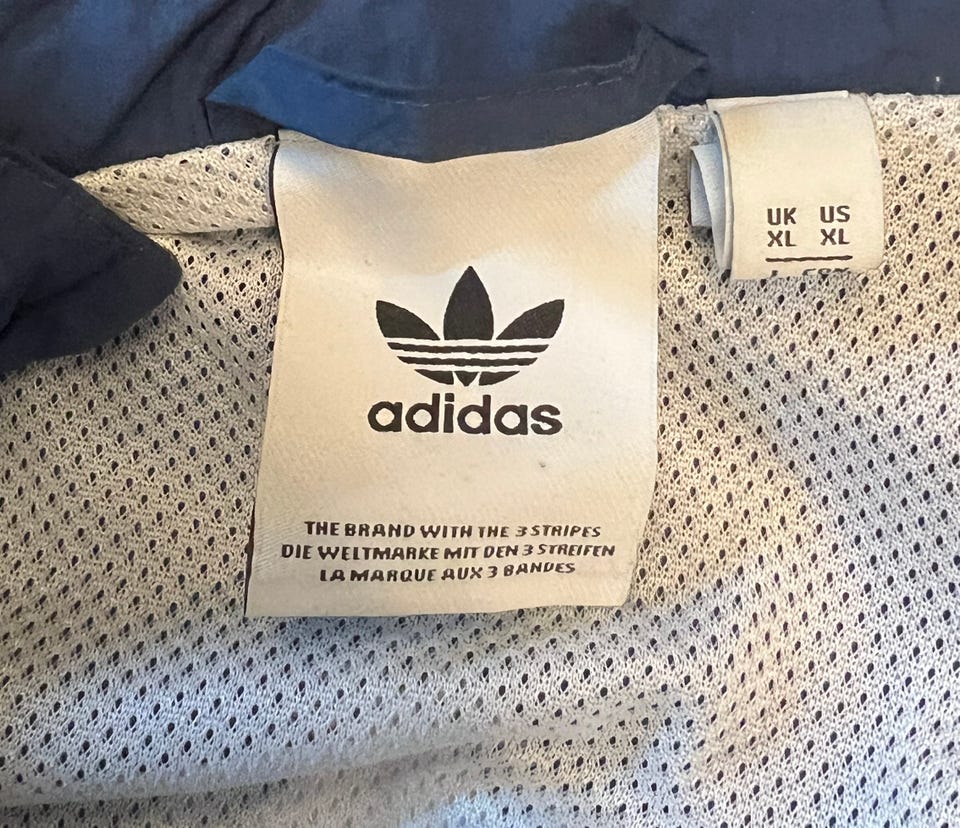 adidas
THE BRAND WITH THE 3 STRIPES
DIE WELTMARKE MIT DEN 3 STREIFEN
LA MARQUE AUX 3 BANDES
UK US
XL XL